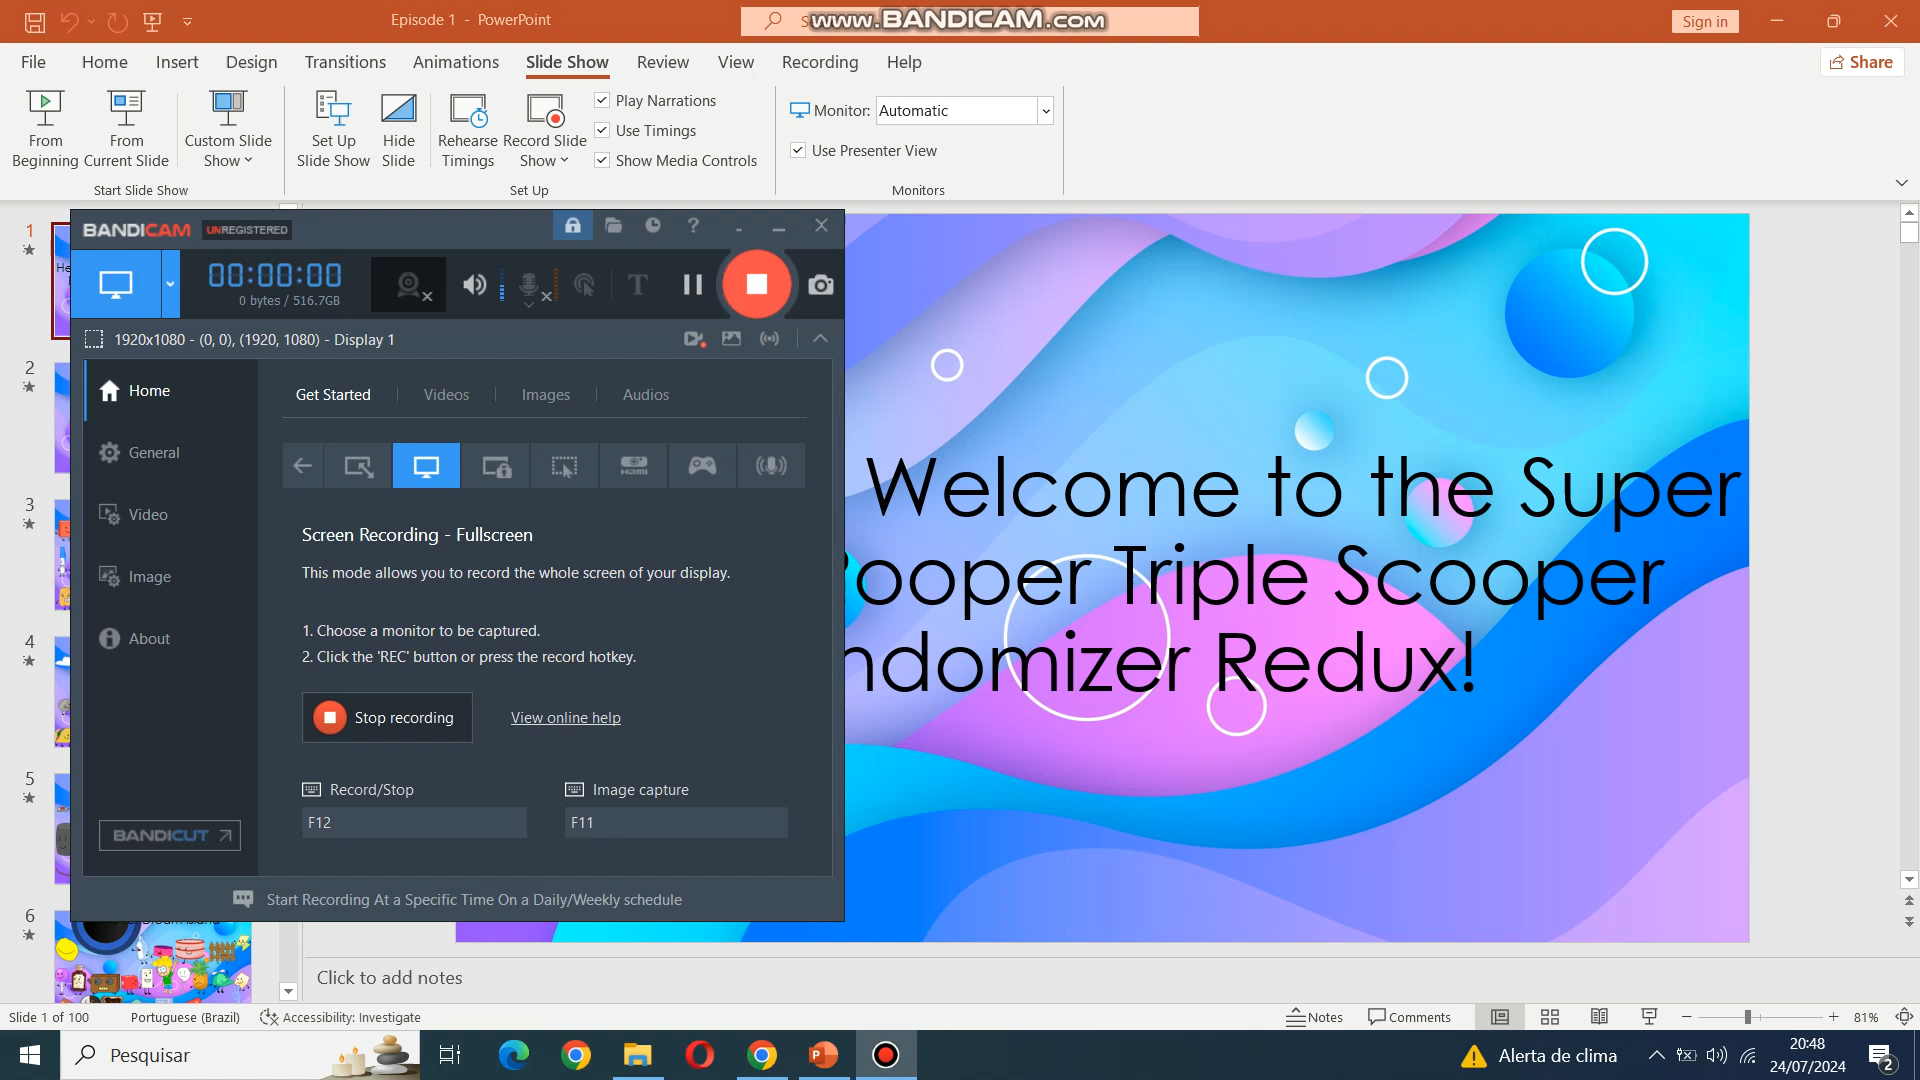 Episode 1 - PowerPoint
www.BANDICAM.com
Sign in
File Home Insert Design Transitions Animations Slide Show Review View Recording Help
Share
From Beginning
From Current Slide
Custom Slide Show
Set Up Slide Show
Hide Slide
Rehearse Timings
Record Slide Show
Play Narrations
Use Timings
Show Media Controls
Monitor: Automatic
Use Presenter View
Start Slide Show
Set Up
Monitors
1
2
3
4
5
6
BANDICAM UNREGISTERED
00:00:00
0 bytes / 516.7GB
1920x1080 - (0, 0), (1920, 1080) - Display 1
Home
General
Video
Image
About
BANDICUT
Get Started Videos Images Audios
HDMI
Screen Recording - Fullscreen
This mode allows you to record the whole screen of your display.
1. Choose a monitor to be captured.
2. Click the 'REC' button or press the record hotkey.
Stop recording
View online help
Record/Stop
Image capture
F12
F11
Start Recording At a Specific Time On a Daily/Weekly schedule
Welcome to the Super
ooper Triple Scooper
ndomizer Redux!
Click to add notes
Slide 1 of 100
Portuguese (Brazil)
Accessibility: Investigate
Notes
Comments
81%
Pesquisar
Alerta de clima
20:48
24/07/2024
2